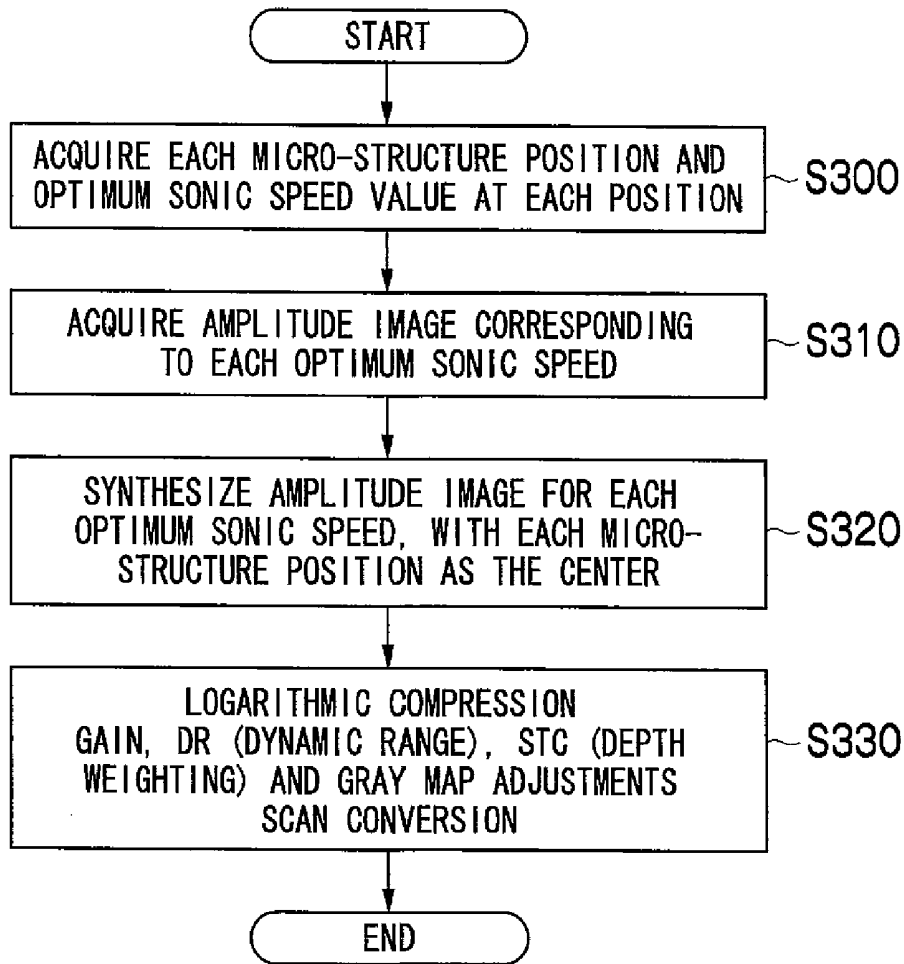 START
ACQUIRE EACH MICRO-STRUCTURE POSITION AND
OPTIMUM SONIC SPEED VALUE AT EACH POSITION
S300
ACQUIRE AMPLITUDE IMAGE CORRESPONDING
TO EACH OPTIMUM SONIC SPEED
S310
SYNTHESIZE AMPLITUDE IMAGE FOR EACH
OPTIMUM SONIC SPEED, WITH EACH MICRO-
STRUCTURE POSITION AS THE CENTER
S320
LOGARITHMIC COMPRESSION
GAIN, DR (DYNAMIC RANGE), STC (DEPTH
WEIGHTING) AND GRAY MAP ADJUSTMENTS
SCAN CONVERSION
S330
END